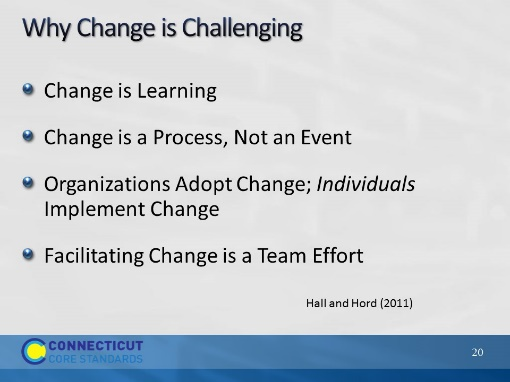 Why Change is Challenging
Change is Learning
Change is a Process, Not an Event
Organizations Adopt Change; Individuals
Implement Change
Facilitating Change is a Team Effort
Hall and Hord (2011)
CONNECTICUT
CORE STANDARDS
20